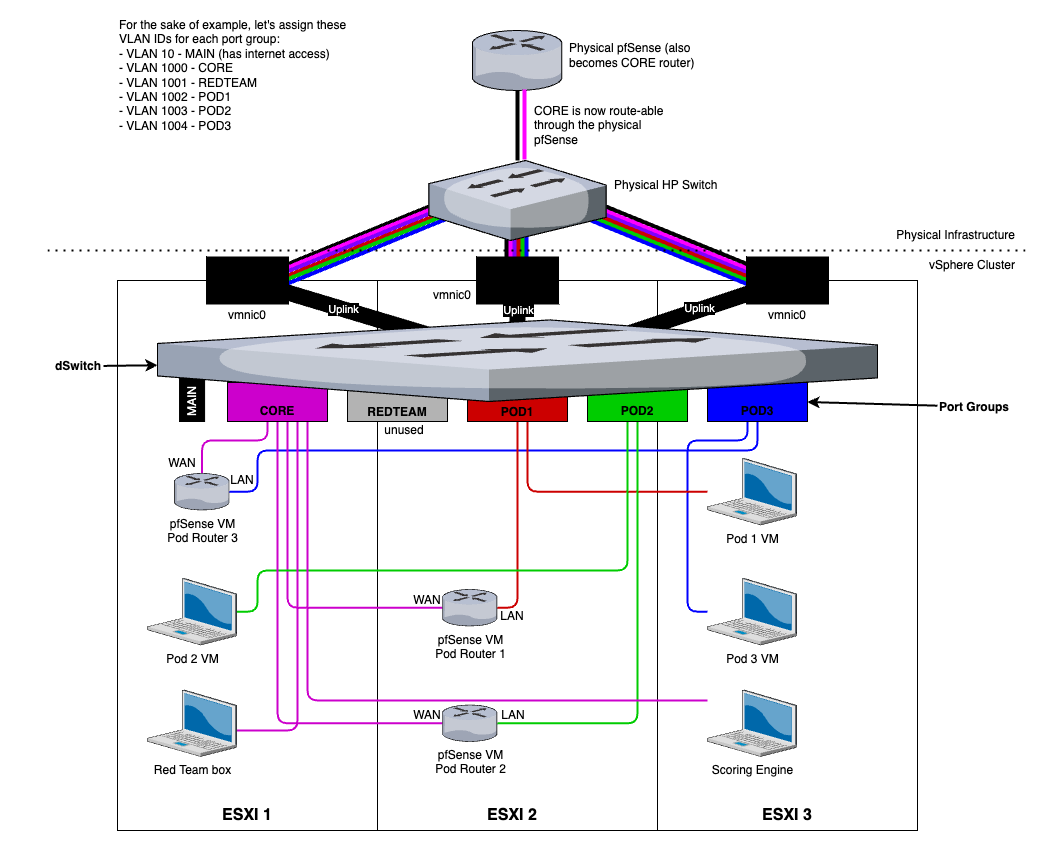 For the sake of example, let's assign these
VLAN IDs for each port group:
- VLAN 10 - MAIN (has internet access)
- VLAN 1000 - CORE
- VLAN 1001 - REDTEAM
- VLAN 1002 - POD1
- VLAN 1003 - POD2
- VLAN 1004 - POD3
Physical pfSense (also
becomes CORE router)
CORE is now route-able
through the physical
pfSense
Physical HP Switch
Physical Infrastructure
vSphere Cluster
vmnic0
vmnic0
vmnic0
Uplink
Uplink
Uplink
dSwitch
MAIN
CORE
REDTEAM
POD1
POD2
POD3
Port Groups
unused
WAN
LAN
pfSense VM
Pod Router 3
Pod 1 VM
WAN
LAN
pfSense VM
Pod Router 1
Pod 2 VM
Pod 3 VM
WAN
LAN
pfSense VM
Pod Router 2
Red Team box
Scoring Engine
ESXI 1
ESXI 2
ESXI 3